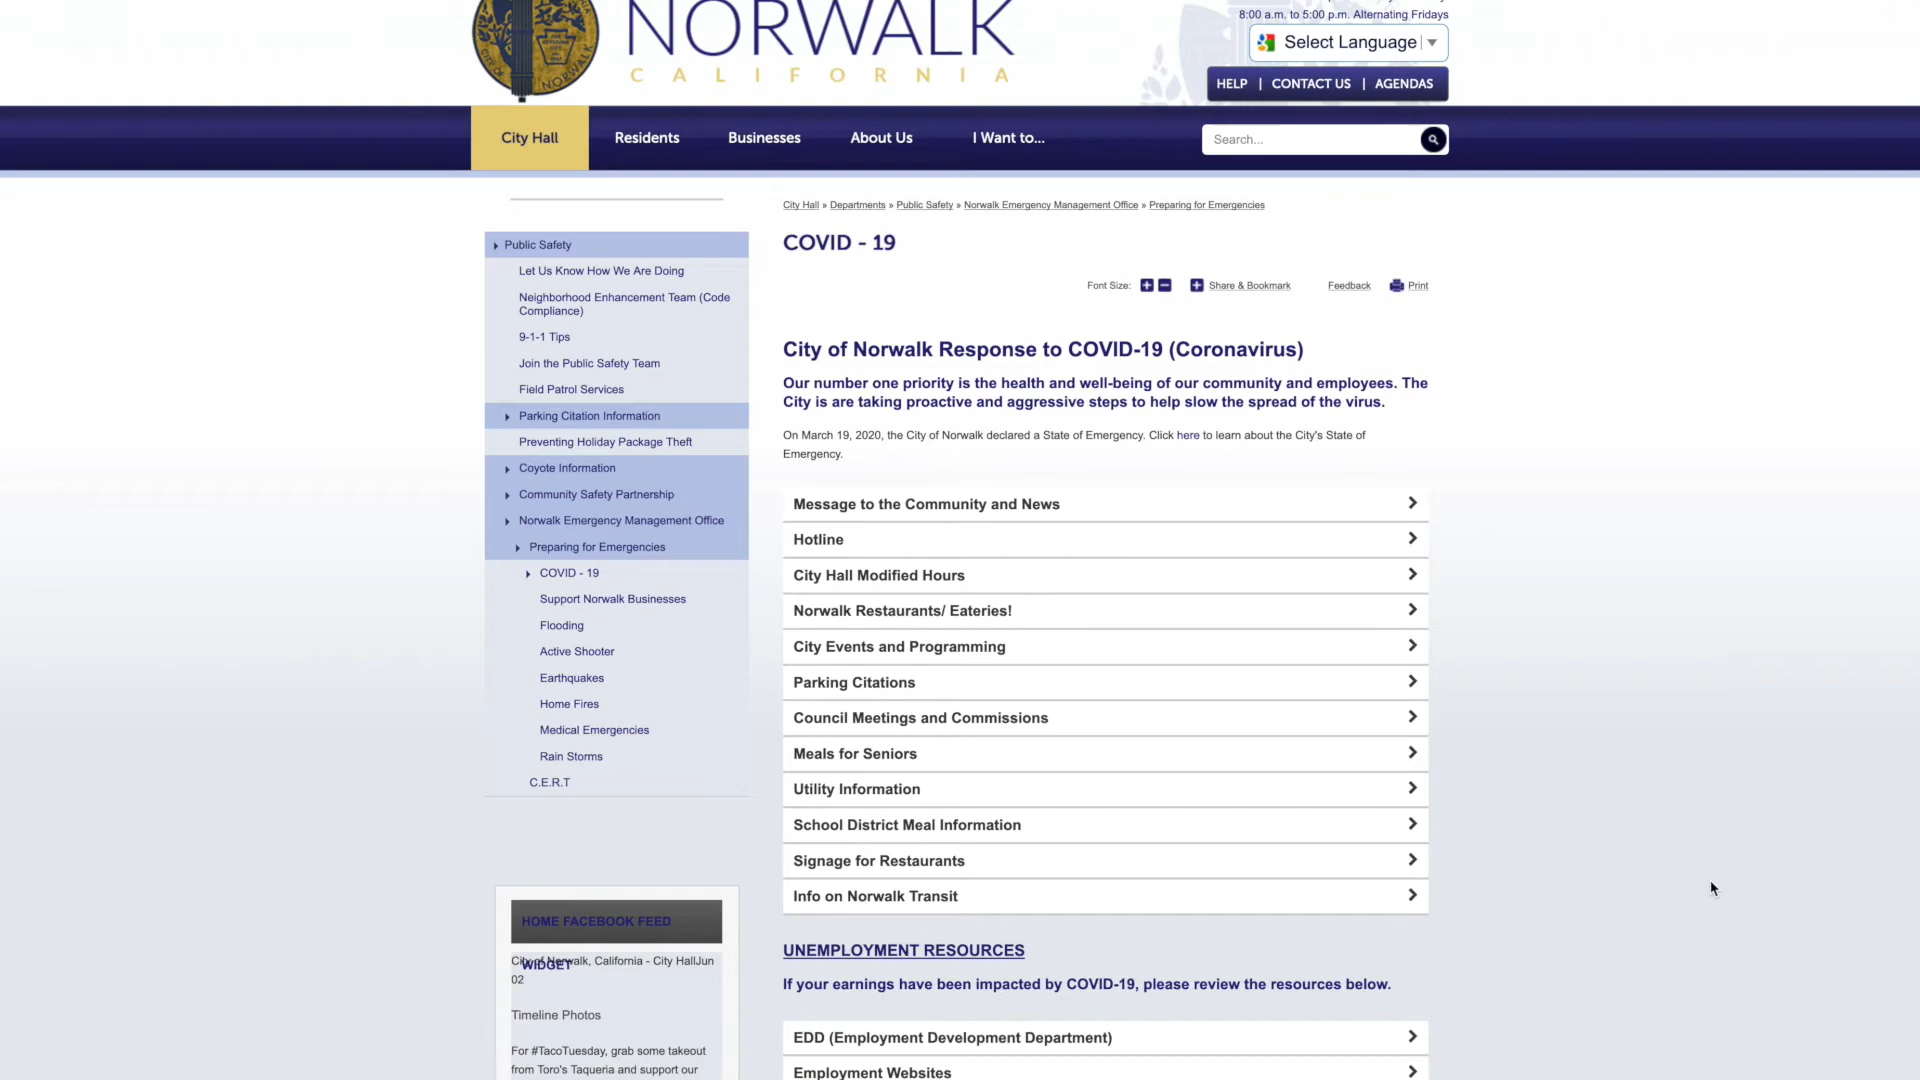 NORWALK
CALIFORNIA
8:00 a.m. to 5:00 p.m. Alternating Fridays
Select Language
HELP | CONTACT US | AGENDAS
City Hall
Residents
Businesses
About Us
I Want to...
Search...
City Hall » Departments » Public Safety » Norwalk Emergency Management Office » Preparing for Emergencies
COVID - 19
Font Size:
Share & Bookmark
Feedback
Print
Public Safety
Let Us Know How We Are Doing
Neighborhood Enhancement Team (Code
Compliance)
9-1-1 Tips
Join the Public Safety Team
Field Patrol Services
Parking Citation Information
Preventing Holiday Package Theft
Coyote Information
Community Safety Partnership
Norwalk Emergency Management Office
Preparing for Emergencies
COVID - 19
Support Norwalk Businesses
Flooding
Active Shooter
Earthquakes
Home Fires
Medical Emergencies
Rain Storms
C.E.R.T
City of Norwalk Response to COVID-19 (Coronavirus)
Our number one priority is the health and well-being of our community and employees. The
City is are taking proactive and aggressive steps to help slow the spread of the virus.
On March 19, 2020, the City of Norwalk declared a State of Emergency. Click here to learn about the City's State of
Emergency.
Message to the Community and News
Hotline
City Hall Modified Hours
Norwalk Restaurants/ Eateries!
City Events and Programming
Parking Citations
Council Meetings and Commissions
Meals for Seniors
Utility Information
School District Meal Information
Signage for Restaurants
Info on Norwalk Transit
UNEMPLOYMENT RESOURCES
If your earnings have been impacted by COVID-19, please review the resources below.
EDD (Employment Development Department)
Employment Websites
HOME FACEBOOK FEED
WIDGET
City of Norwalk, California - City HallJun
02
Timeline Photos
For #TacoTuesday, grab some takeout
from Toro's Taqueria and support our